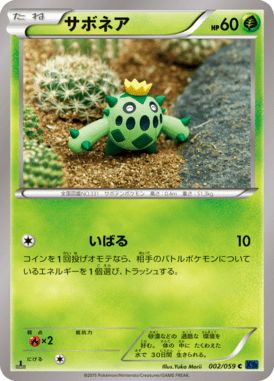 たね
サボネア
HP60
全国図鑑NO.331 サボテンポケモン 高さ:0.4m 重さ:51.3kg
いばる 10
コインを1回投げオモテなら、相手のバトルポケモンについ
ているエネルギーを1個選び、トラッシュする。
弱点
×2
抵抗力
にげる
砂漠などの 過酷な 環境を
好む。 体の 中に たくわえた
水で 30日間 生きられる。
Illus.Yuka Morii
002/059 C
©2015 Pokémon/Nintendo/Creatures/GAME FREAK.